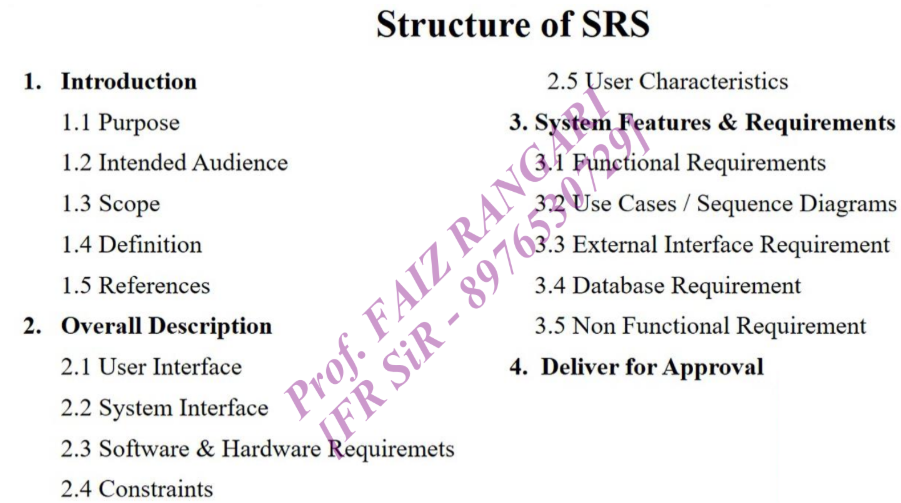 Structure of SRS
1. Introduction
1.1 Purpose
1.2 Intended Audience
1.3 Scope
1.4 Definition
1.5 References
2. Overall Description
2.1 User Interface
2.2 System Interface
2.3 Software & Hardware Requiremets
2.4 Constraints
2.5 User Characteristics
3. System Features & Requirements
3.1 Functional Requirements
3.2 Use Cases / Sequence Diagrams
3.3 External Interface Requirement
3.4 Database Requirement
3.5 Non Functional Requirement
4. Deliver for Approval
Prof. FAIZ RANGARI
[FR SiR - 8976530729]